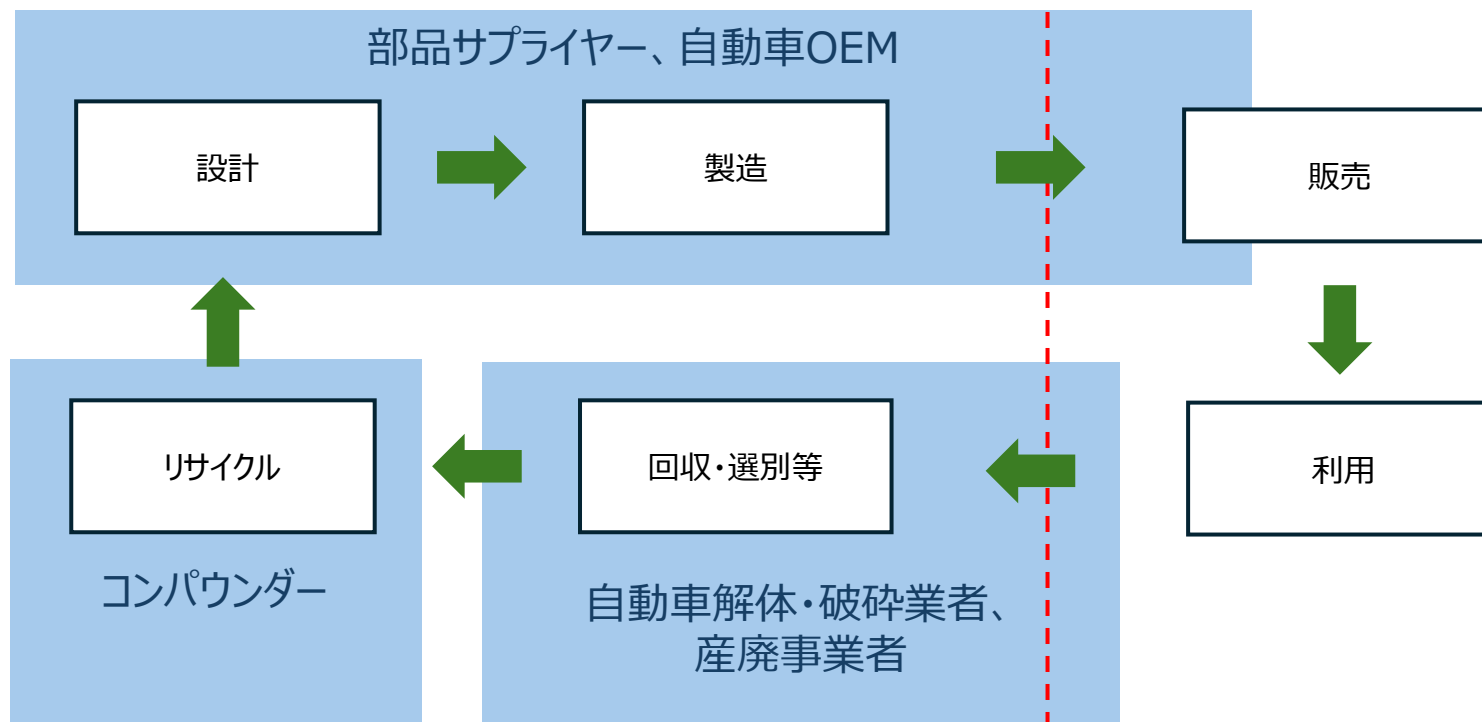 部品サプライヤー、自動車OEM
設計
製造
販売
リサイクル
回収・選別等
利用
コンパウンダー
自動車解体・破砕業者、
産廃事業者